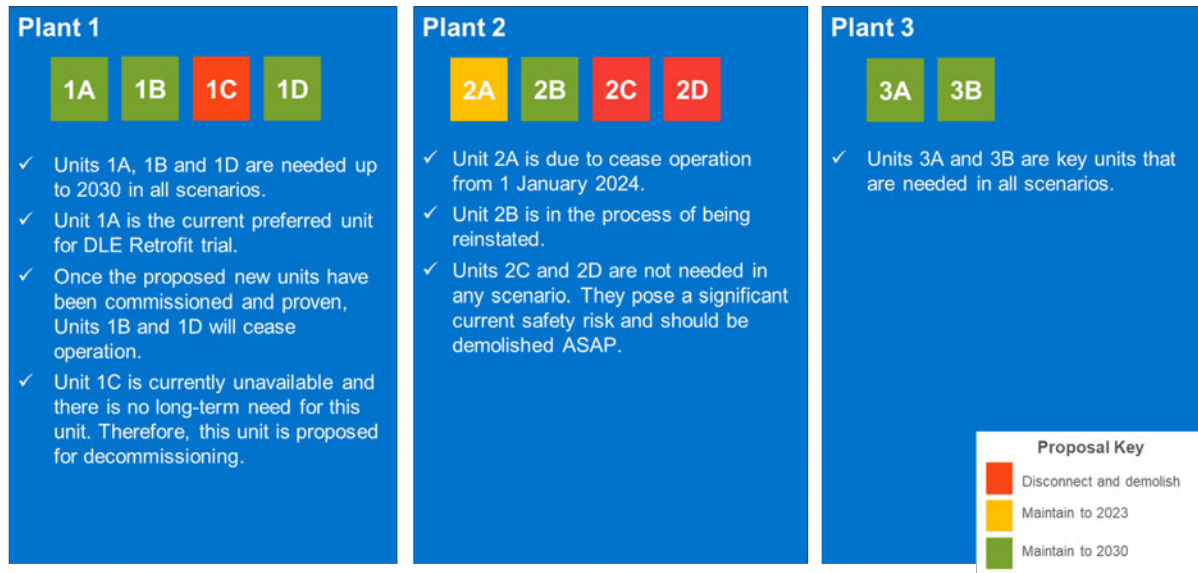 Plant 1
1A 1B 1C 1D
✓ Units 1A, 1B and 1D are needed up
to 2030 in all scenarios.
✓ Unit 1A is the current preferred unit
for DLE Retrofit trial.
✓ Once the proposed new units have
been commissioned and proven,
Units 1B and 1D will cease
operation.
✓ Unit 1C is currently unavailable and
there is no long-term need for this
unit. Therefore, this unit is proposed
for decommissioning.
Plant 2
2A 2B 2C 2D
✓ Unit 2A is due to cease operation
from 1 January 2024.
✓ Unit 2B is in the process of being
reinstated.
✓ Units 2C and 2D are not needed in
any scenario. They pose a significant
current safety risk and should be
demolished ASAP.
Plant 3
3A 3B
✓ Units 3A and 3B are key units that
are needed in all scenarios.
Proposal Key
Disconnect and demolish
Maintain to 2023
Maintain to 2030